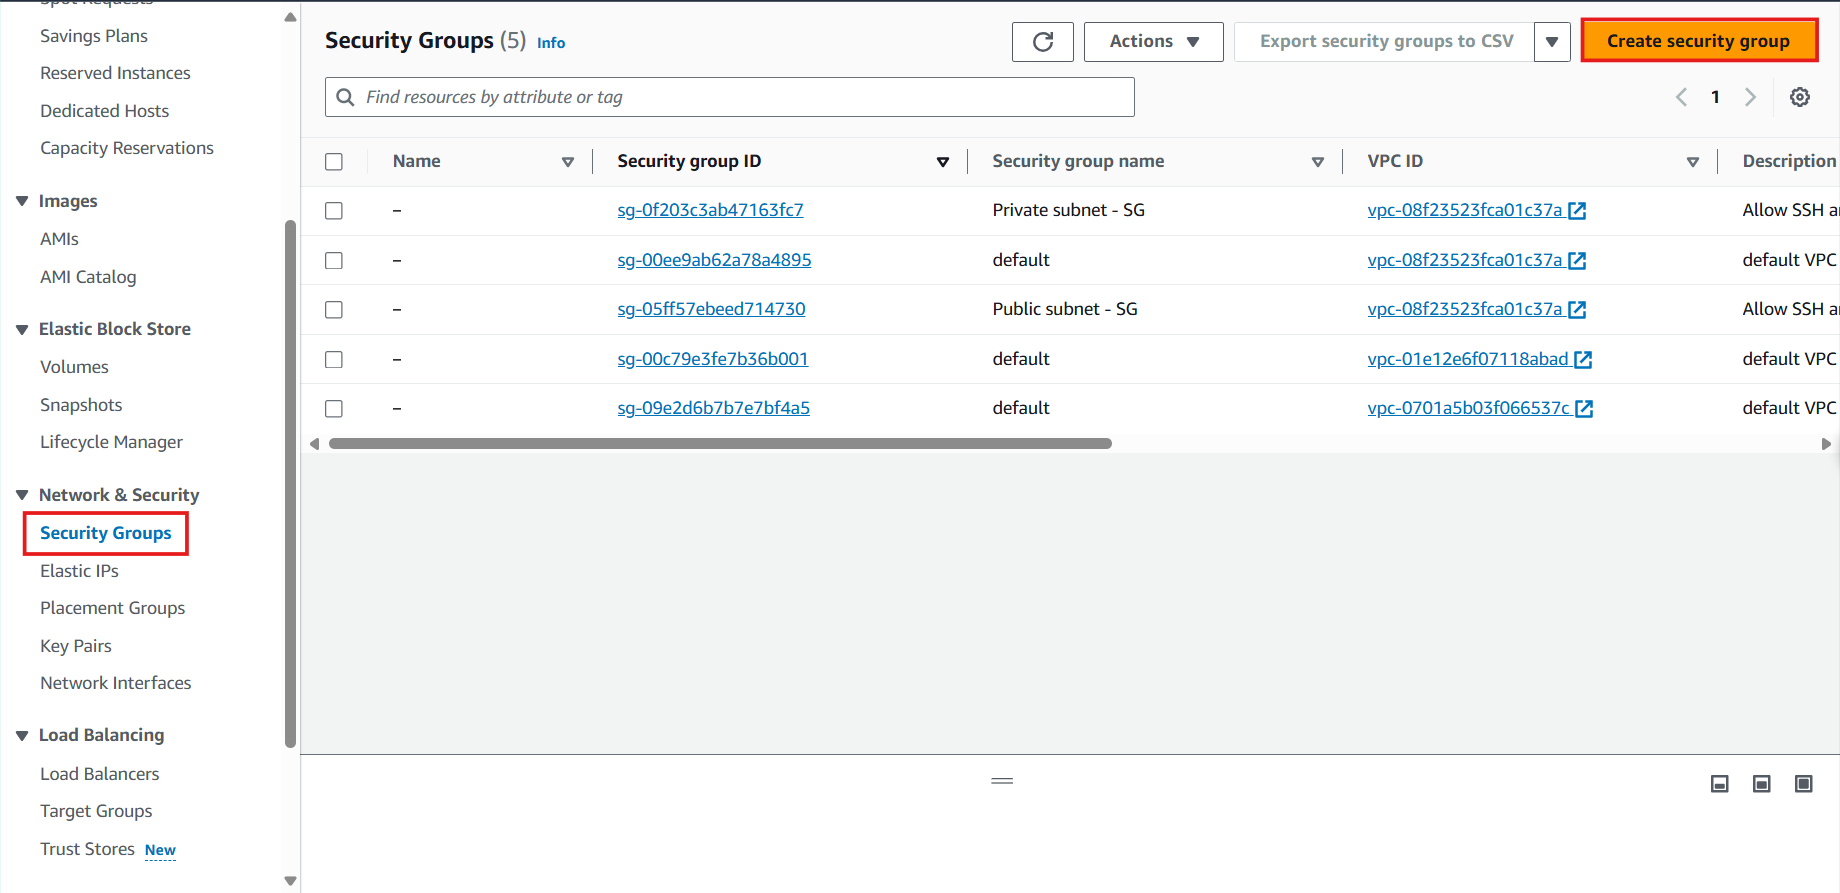 Spot Requests
Savings Plans
Reserved Instances
Dedicated Hosts
Capacity Reservations
Images
AMIs
AMI Catalog
Elastic Block Store
Volumes
Snapshots
Lifecycle Manager
Network & Security
Security Groups
Elastic IPs
Placement Groups
Key Pairs
Network Interfaces
Load Balancing
Load Balancers
Target Groups
Trust Stores New
Security Groups (5) Info
Actions
Export security groups to CSV
Create security group
Find resources by attribute or tag
1
Name Security group ID Security group name VPC ID Description
– sg-0f203c3ab47163fc7 Private subnet - SG vpc-08f23523fca01c37a Allow SSH a
– sg-00ee9ab62a78a4895 default vpc-08f23523fca01c37a default VPC
– sg-05ff57ebeed714730 Public subnet - SG vpc-08f23523fca01c37a Allow SSH a
– sg-00c79e3fe7b36b001 default vpc-01e12e6f07118abad default VPC
– sg-09e2d6b7b7e7bf4a5 default vpc-0701a5b03f066537c default VPC